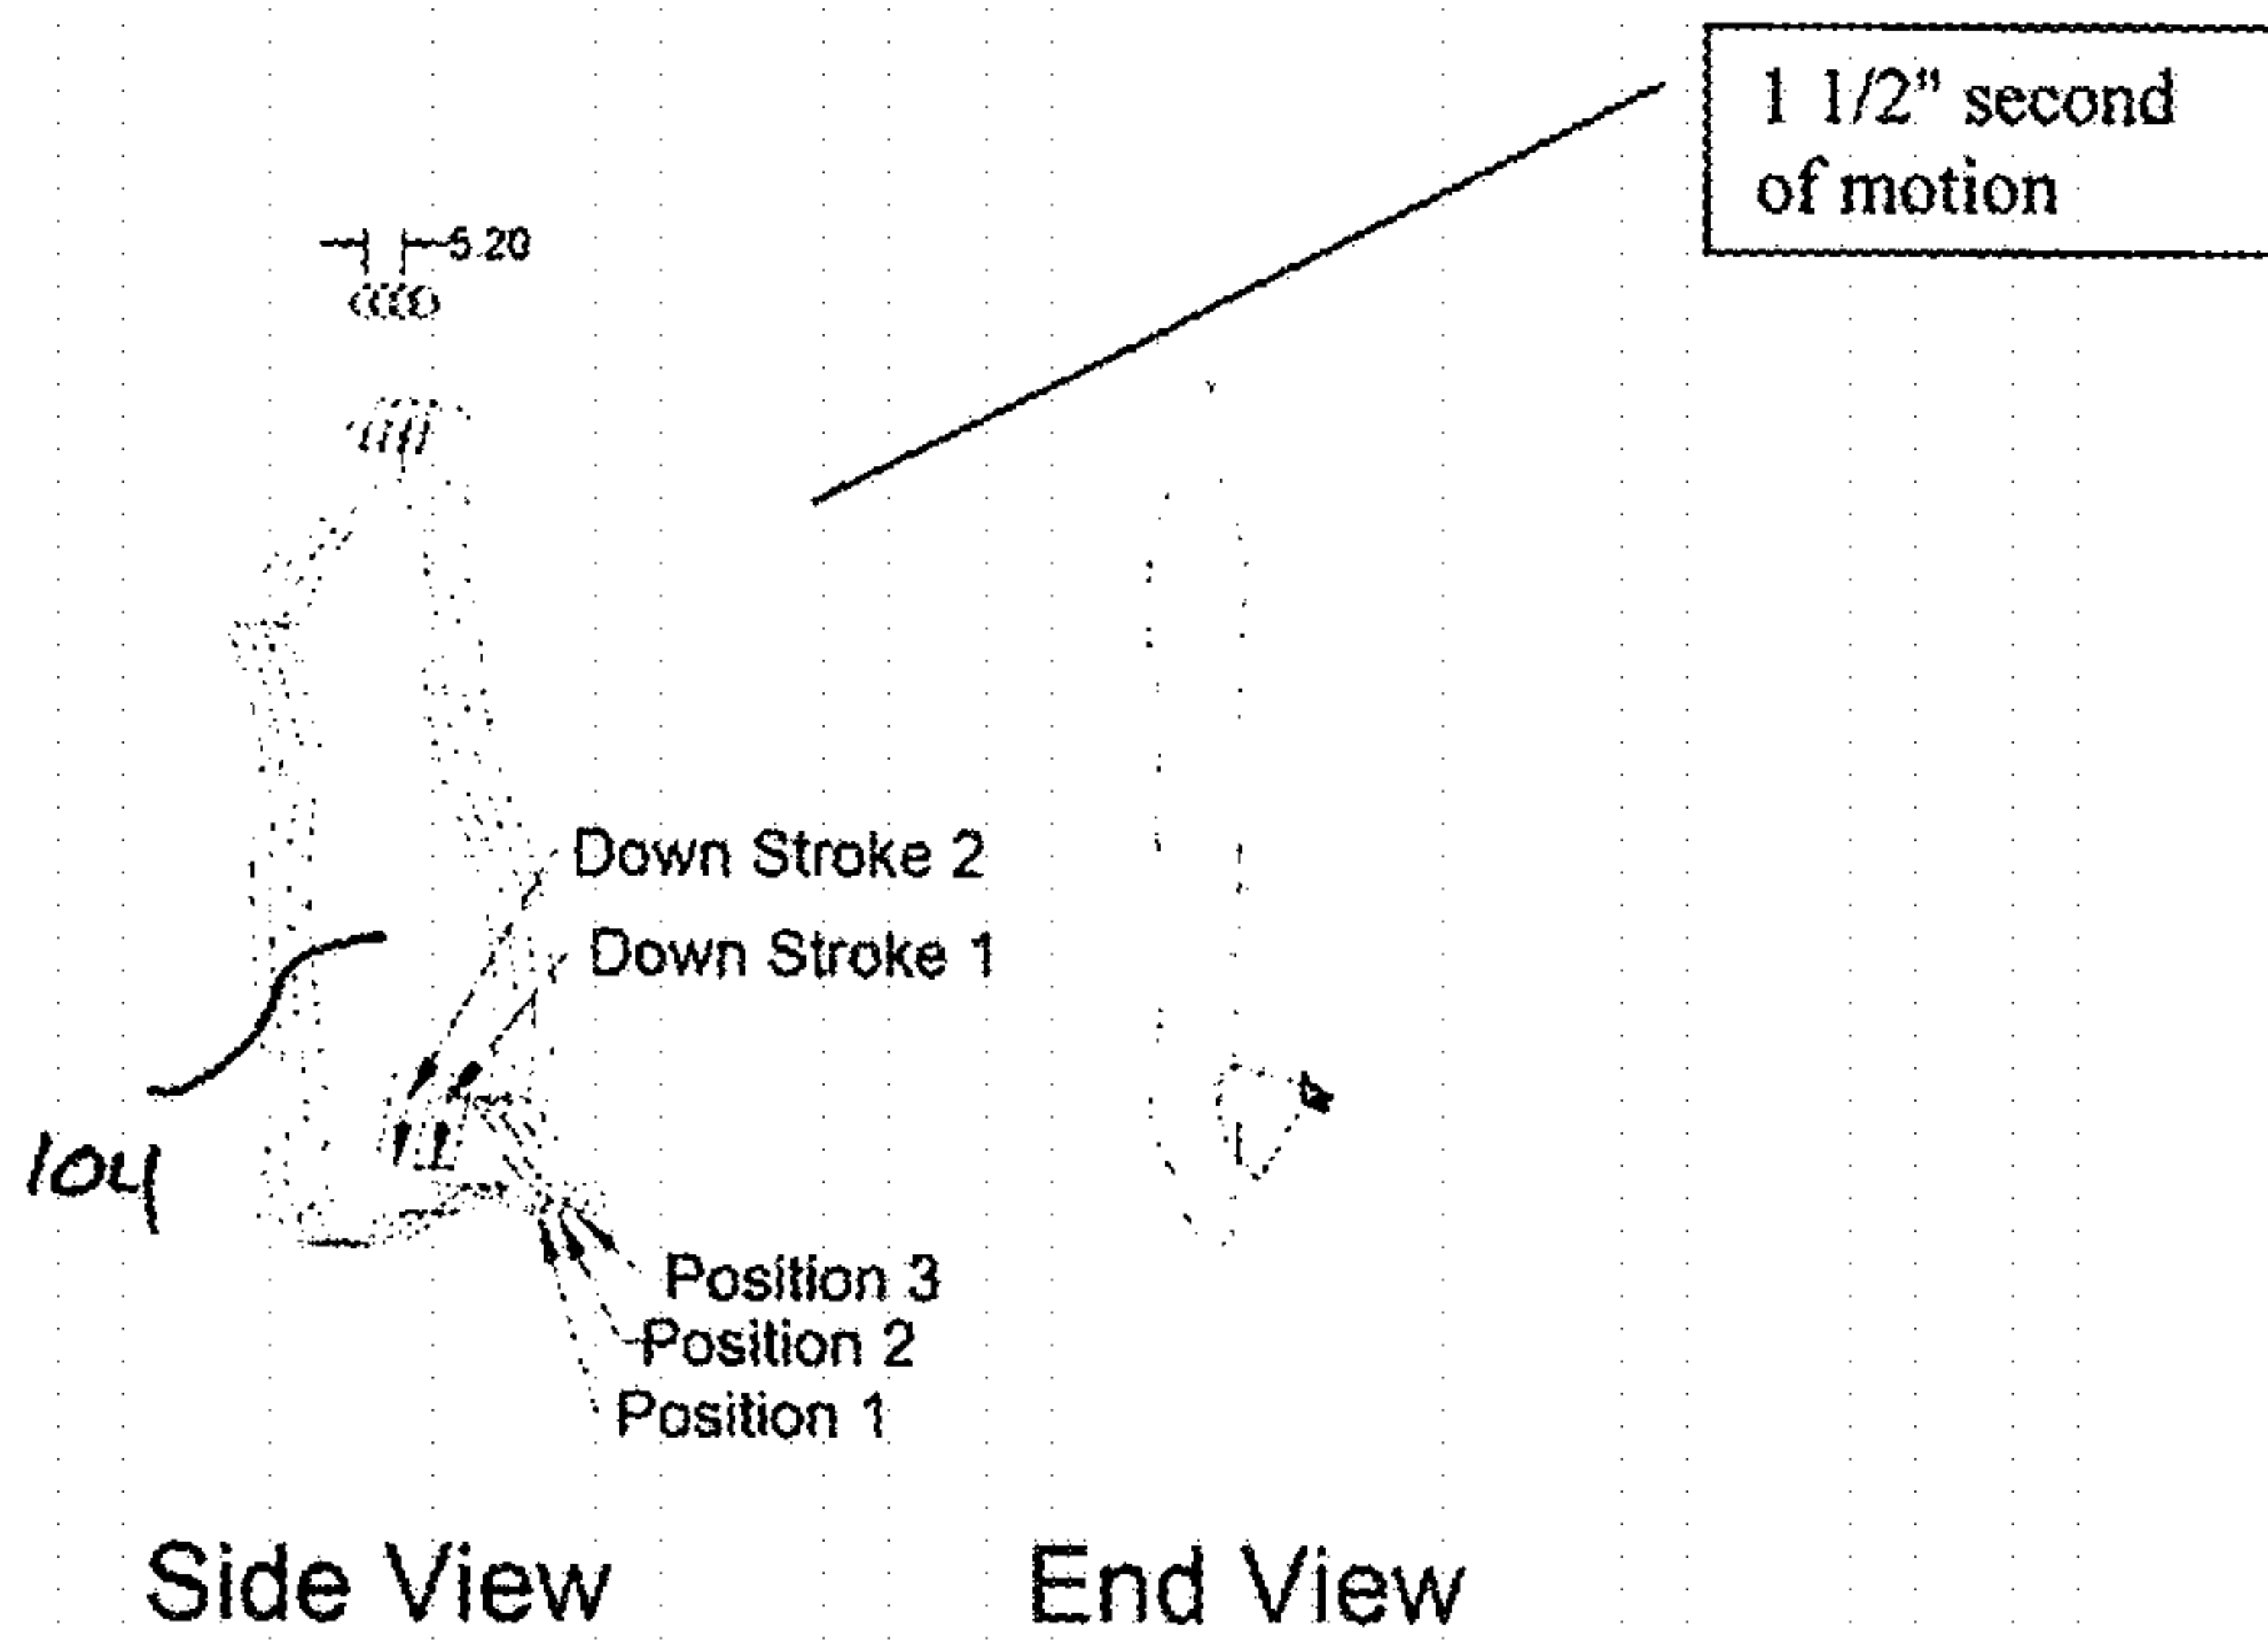 1 1/2" second
of motion
5.20
Down Stroke 2
Down Stroke 1
104
Position 3
Position 2
Position 1
Side View
End View